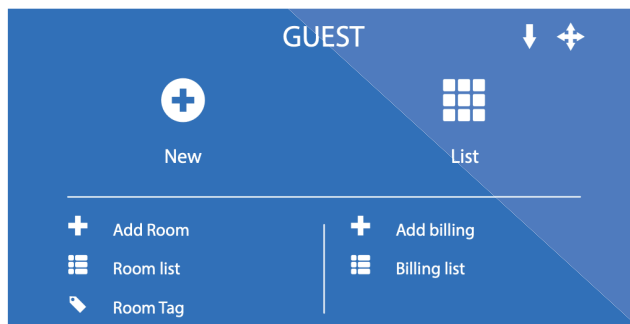 GUEST
New
List
Add Room
Room list
Room Tag
Add billing
Billing list